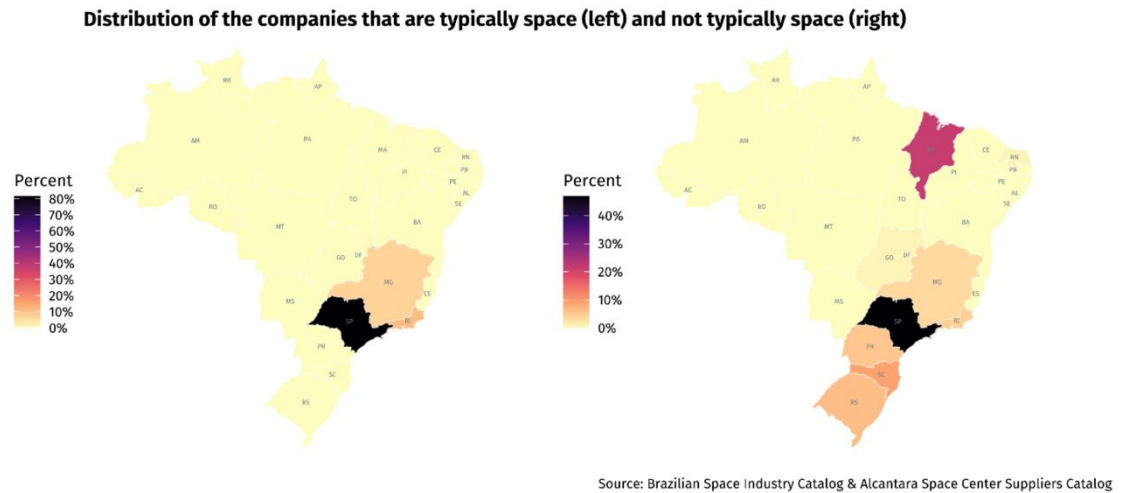 Distribution of the companies that are typically space (left) and not typically space (right)
RR
AP
AM
PA
MA
CE
RN
PB
PI
PE
AL
SE
AC
TO
RO
BA
MT
GO
DF
MG
ES
MS
SP
RJ
PR
SC
RS
Percent
80%
70%
60%
50%
40%
30%
20%
10%
0%
RR
AP
AM
PA
MA
CE
RN
PB
PI
PE
AL
SE
AC
TO
RO
BA
MT
GO
DF
MG
ES
MS
SP
RJ
PR
SC
RS
Percent
40%
30%
20%
10%
0%
Source: Brazilian Space Industry Catalog & Alcantara Space Center Suppliers Catalog